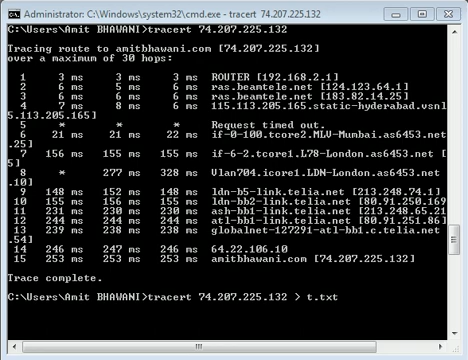 Administrator: C:\Windows\system32\cmd.exe - tracert 74.207.225.132
C:\Users\Amit BHAWANI>tracert 74.207.225.132
Tracing route to amitbhawani.com [74.207.225.132]
over a maximum of 30 hops:
1 3 ms 3 ms 3 ms ROUTER [192.168.2.1]
2 6 ms 5 ms 6 ms ras.beamtele.net [124.123.64.1]
3 6 ms 6 ms 6 ms ras.beamtele.net [183.82.14.25]
4 7 ms 8 ms 6 ms 115.113.205.165.static-hyderabad.vsnl
5.113.205.165]
5 * * * Request timed out.
6 21 ms 21 ms 22 ms if-0-100.tcore2.MLV-Mumbai.as6453.net
.25]
7 156 ms 155 ms 155 ms if-6-2.tcore1.L78-London.as6453.net [
5]
8 * 277 ms 328 ms Vlan704.icore1.LDN-London.as6453.net
.10]
9 148 ms 152 ms 148 ms ldn-b5-link.telia.net [213.248.74.1]
10 155 ms 156 ms 155 ms ldn-bb2-link.telia.net [80.91.250.169
11 231 ms 230 ms 230 ms ash-bb1-link.telia.net [213.248.65.21
12 244 ms 244 ms 244 ms atl-bb1-link.telia.net [80.91.251.86]
13 239 ms 238 ms 238 ms globalnet-127291-atl-bb1.c.telia.net
.54]
14 246 ms 247 ms 246 ms 64.22.106.10
15 253 ms 253 ms 253 ms amitbhawani.com [74.207.225.132]
Trace complete.
C:\Users\Amit BHAWANI>tracert 74.207.225.132 > t.txt